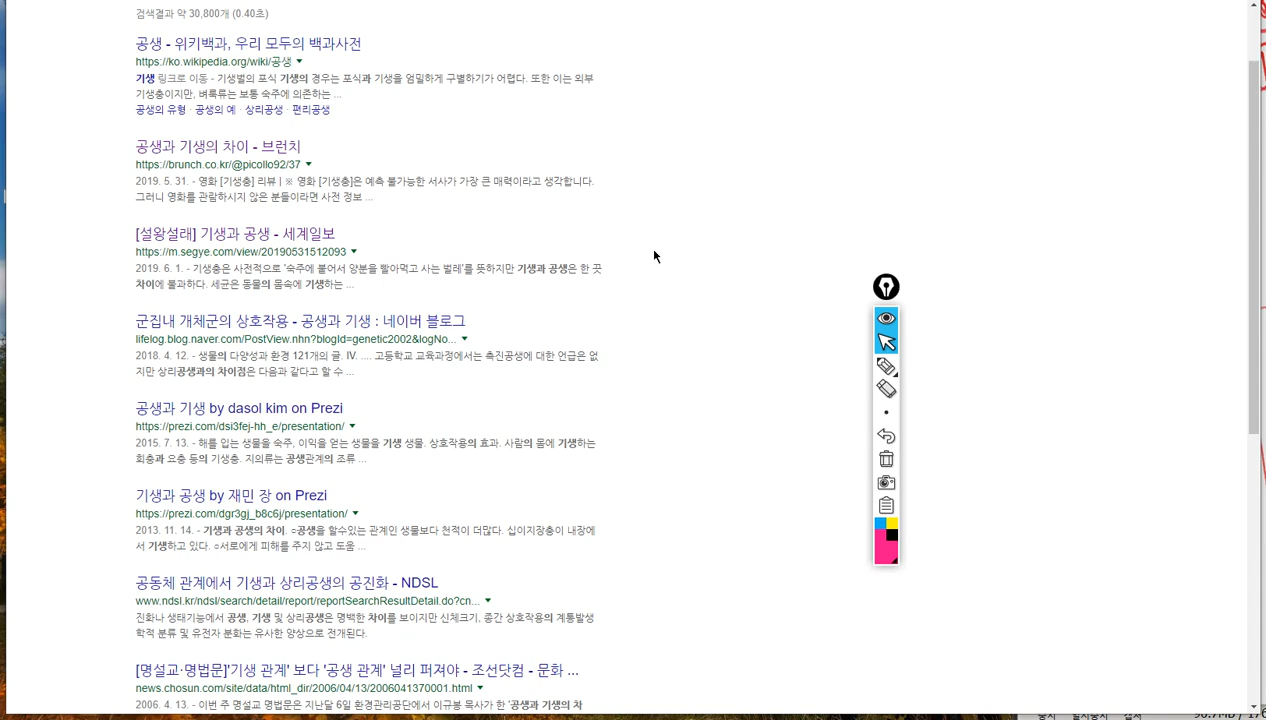 검색결과 약 30,800개 (0.40초)
공생 - 위키백과, 우리 모두의 백과사전
https://ko.wikipedia.org/wiki/공생
기생 링크로 이동 - 기생벌의 포식 기생의 경우는 포식과 기생을 엄밀하게 구별하기가 어렵다. 또한 이는 외부
기생충이지만, 벼룩류는 보통 숙주에 의존하는 ...
공생의 유형 · 공생의 예 · 상리공생 · 편리공생
공생과 기생의 차이 - 브런치
https://brunch.co.kr/@picollo92/37
2019. 5. 31. - 영화 [기생충] 리뷰 | ※ 영화 [기생충]은 예측 불가능한 서사가 가장 큰 매력이라고 생각합니다.
그러니 영화를 관람하시지 않은 분들이라면 사전 정보 ...
[설왕설래] 기생과 공생 - 세계일보
https://m.segye.com/view/20190531512093
2019. 6. 1. - 기생충은 사전적으로 '숙주에 붙어서 양분을 빨아먹고 사는 벌레'를 뜻하지만 기생과 공생은 한 끗
차이에 불과하다. 세균은 동물의 몸속에 기생하는 ...
군집내 개체군의 상호작용 - 공생과 기생 : 네이버 블로그
lifelog.blog.naver.com/PostView.nhn?blogId=genetic2002&logNo...
2018. 4. 12. - 생물의 다양성과 환경 121개의 글. IV. .... 고등학교 교육과정에서는 촉진공생에 대한 언급은 없
지만 상리공생과의 차이점은 다음과 같다고 할 수 ...
공생과 기생 by dasol kim on Prezi
https://prezi.com/dsi3fej-hh_e/presentation/
2015. 7. 13. - 해를 입는 생물을 숙주, 이익을 얻는 생물을 기생 생물. 상호작용의 효과. 사람의 몸에 기생하는
회충과 요충 등의 기생충. 지의류는 공생관계의 조류 ...
기생과 공생 by 재민 장 on Prezi
https://prezi.com/dgr3gj_b8c6j/presentation/
2013. 11. 14. - 기생과 공생의 차이. ○공생을 할수있는 관계인 생물보다 천적이 더많다. 십이지장충이 내장에
서 기생하고 있다. ○서로에게 피해를 주지 않고 도움 ...
공동체 관계에서 기생과 상리공생의 공진화 - NDSL
www.ndsl.kr/ndsl/search/detail/report/reportSearchResultDetail.do?cn...
진화나 생태기능에서 공생, 기생 및 상리공생은 명백한 차이를 보이지만 신체크기, 종간 상호작용의 계통발생
학적 분류 및 유전자 분화는 유사한 양상으로 전개된다.
[명설교·명법문]'기생 관계' 보다 '공생 관계' 널리 퍼져야 - 조선닷컴 - 문화 ...
news.chosun.com/site/data/html_dir/2006/04/13/2006041370001.html
2006. 4. 13. - 이번 주 명설교 명법문은 지난달 6일 환경관리공단에서 이규봉 목사가 한 '공생과 기생의 차